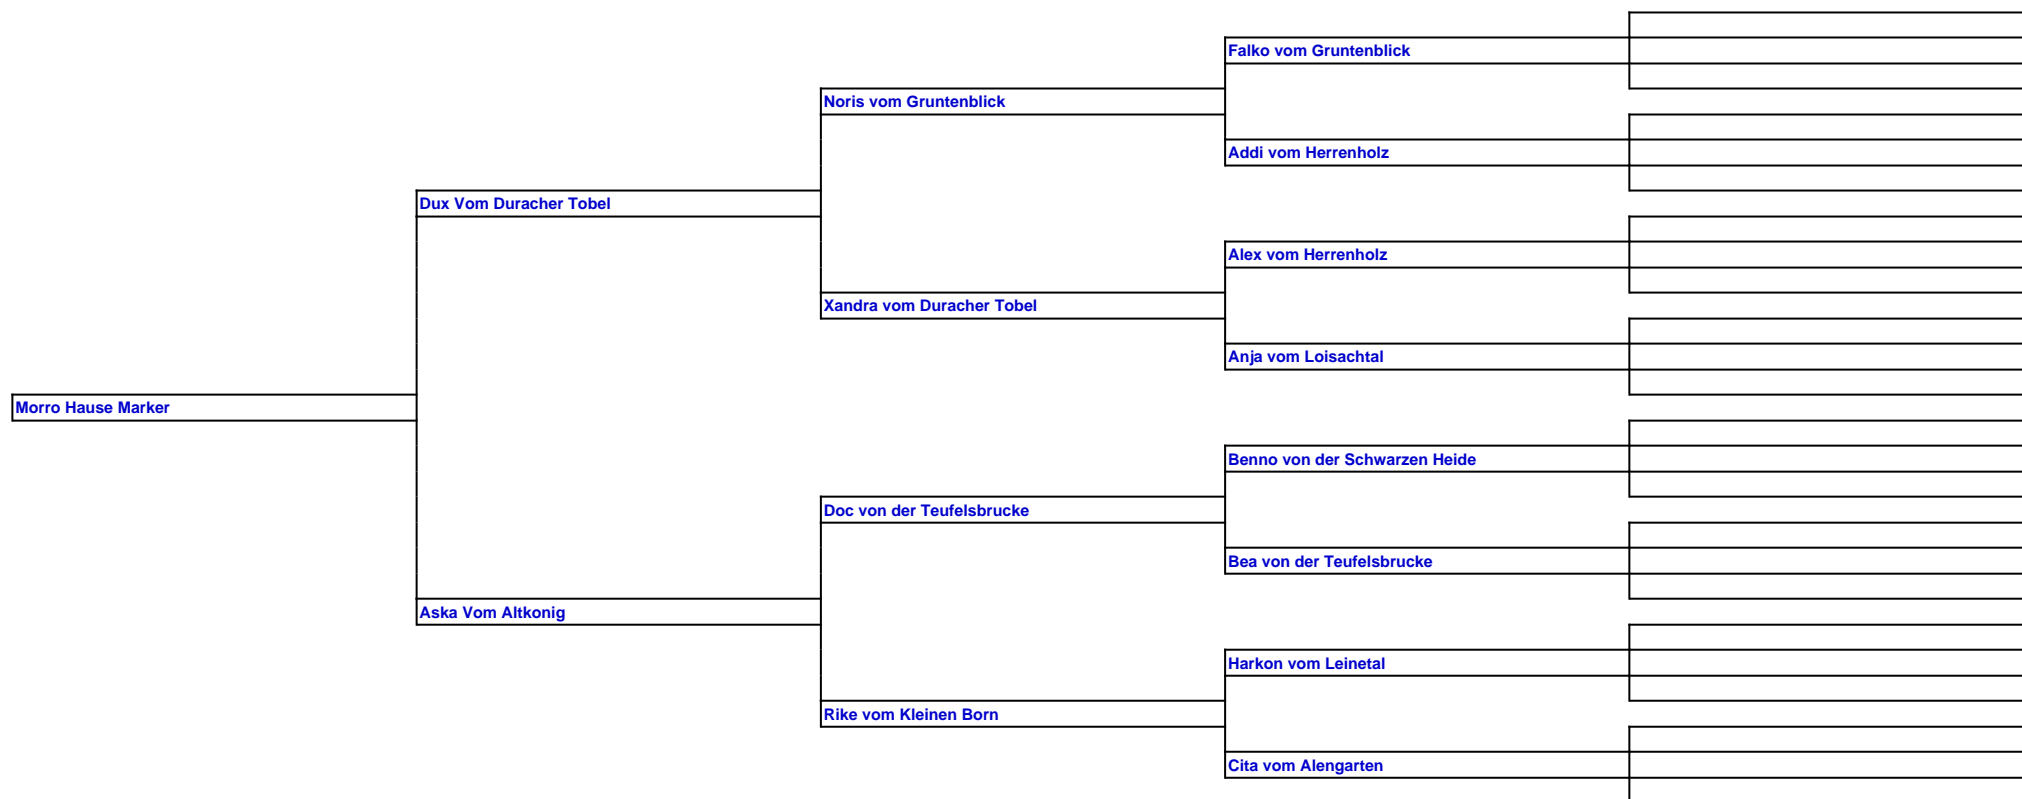 Falko vom Gruntenblick
Noris vom Gruntenblick
Addi vom Herrenholz
Dux Vom Duracher Tobel
Alex vom Herrenholz
Xandra vom Duracher Tobel
Anja vom Loisachtal
Morro Hause Marker
Benno von der Schwarzen Heide
Doc von der Teufelsbrucke
Bea von der Teufelsbrucke
Aska Vom Altkonig
Harkon vom Leinetal
Rike vom Kleinen Born
Cita vom Alengarten